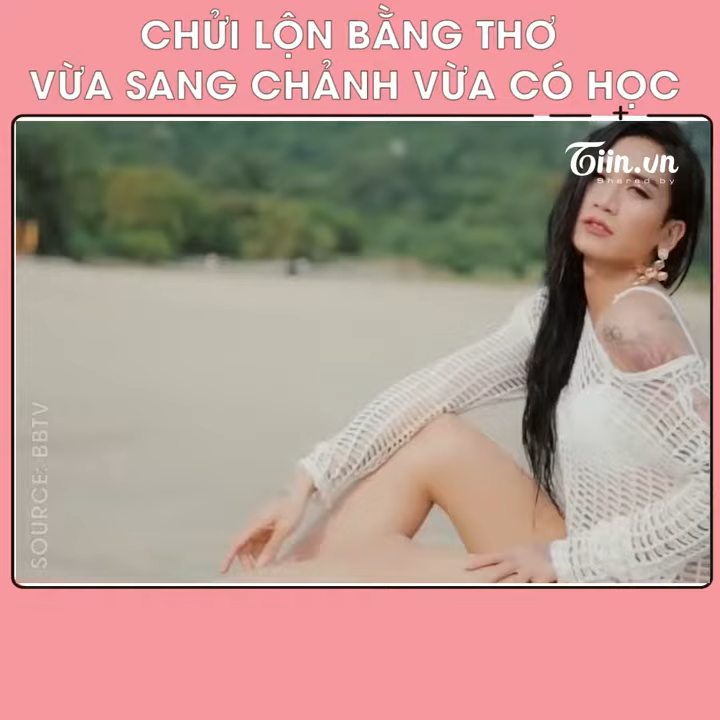 CHỬI LỘN BẰNG THƠ
VỪA SANG CHẢNH VỪA CÓ HỌC
Tiin.vn
Shared by
SOURCE: BBTV